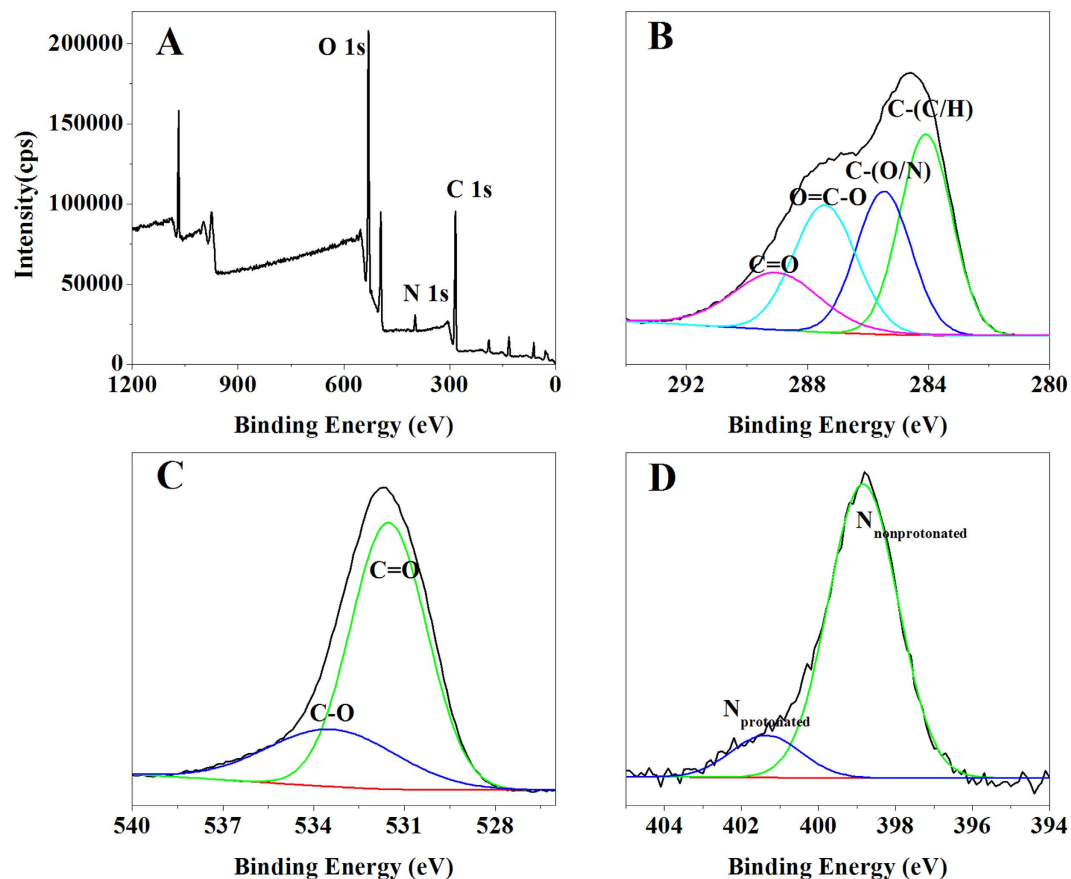 A
O 1s
C 1s
N 1s
200000
150000
100000
50000
0
Intensity(cps)
1200 900 600 300 0
Binding Energy (eV)
B
C-(C/H)
C-(O/N)
O=C-O
C=O
292 288 284 280
Binding Energy (eV)
C
C=O
C-O
540 537 534 531 528
Binding Energy (eV)
D
N nonprotonated
N protonated
404 402 400 398 396 394
Binding Energy (eV)